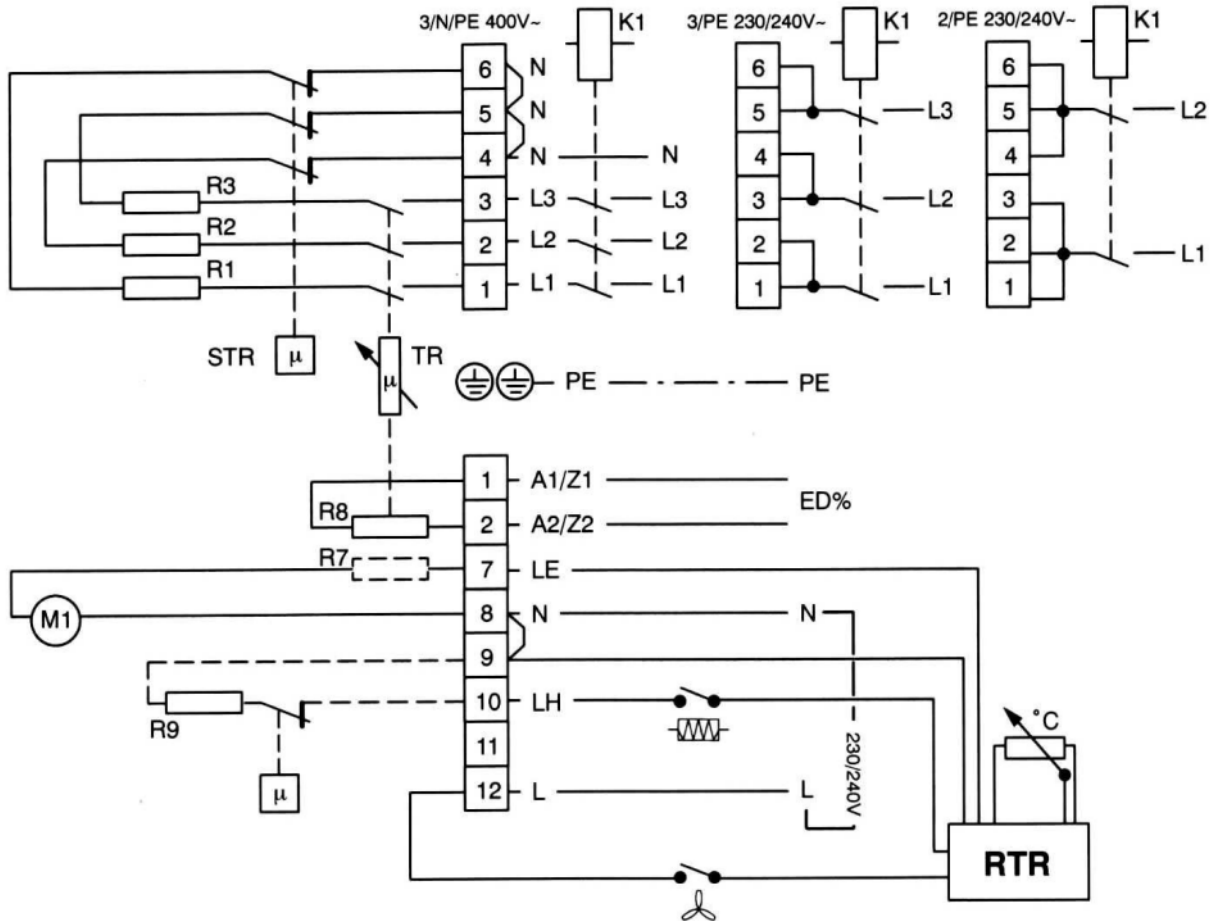 3/N/PE 400V~ K1 3/PE 230/240V~ K1 2/PE 230/240V~ K1
6 N 6 6
5 N 5 L3 5 L2
4 N N 4 4
R3 3 L3 L3 3 L2 3
R2 2 L2 L2 2 2 L1
R1 1 L1 L1 1 L1 1
STR μ μ TR PE PE
1 A1/Z1
ED%
R8 2 A2/Z2
R7 7 LE
M1 8 N N
9
R9 10 LH
°C
11
230/240V
μ 12 L L
RTR